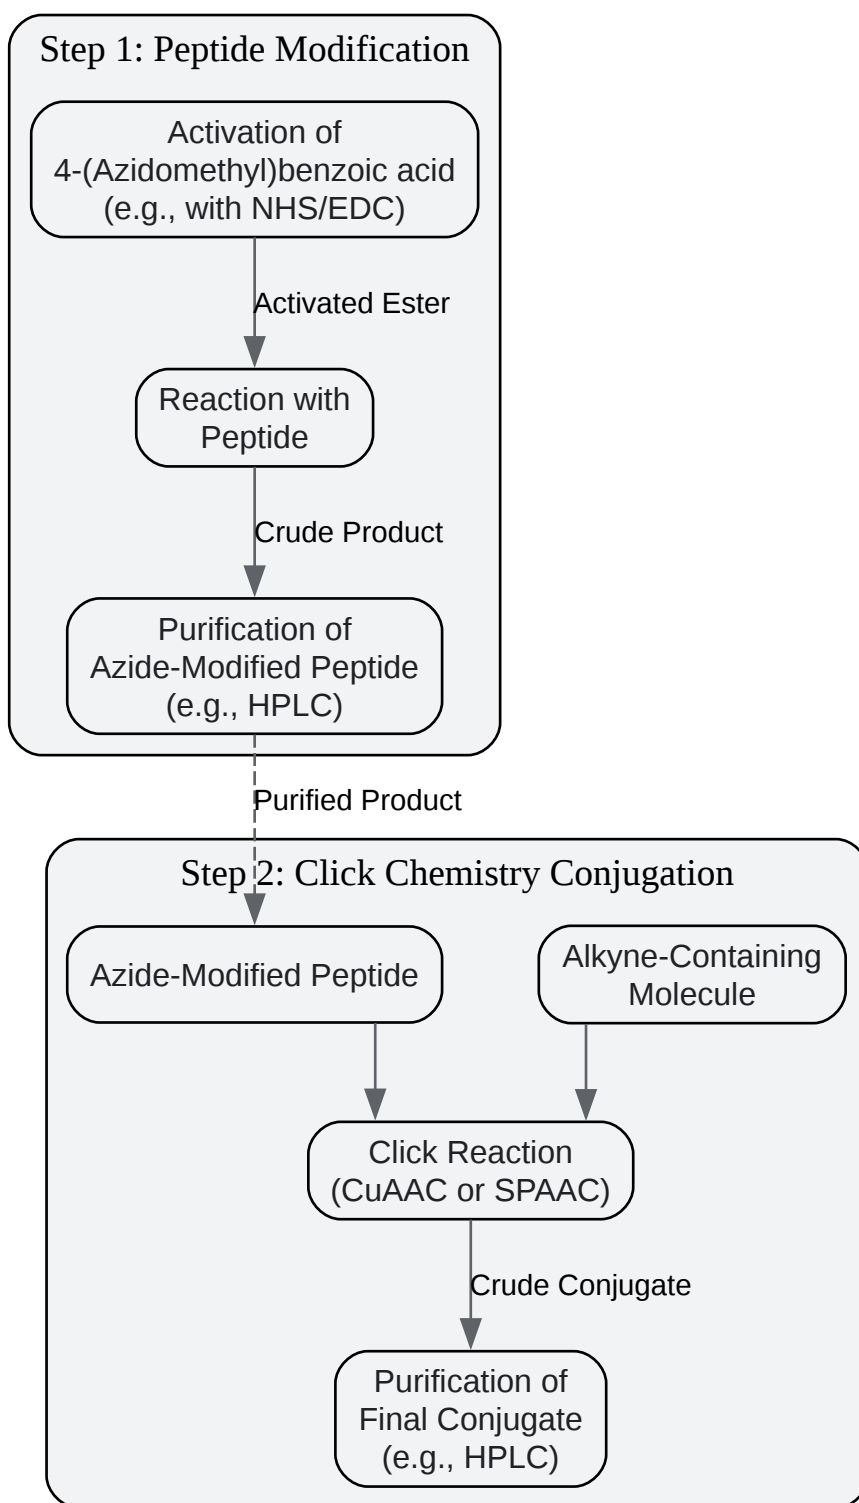 Step 1: Peptide Modification
Activation of
4-(Azidomethyl)benzoic acid
(e.g., with NHS/EDC)
Activated Ester
Reaction with
Peptide
Crude Product
Purification of
Azide-Modified Peptide
(e.g., HPLC)
Purified Product
Step 2: Click Chemistry Conjugation
Azide-Modified Peptide
Alkyne-Containing
Molecule
Click Reaction
(CuAAC or SPAAC)
Crude Conjugate
Purification of
Final Conjugate
(e.g., HPLC)